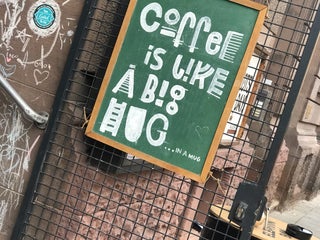 Coffee
is like
A Big
HUG
...IN A MUG